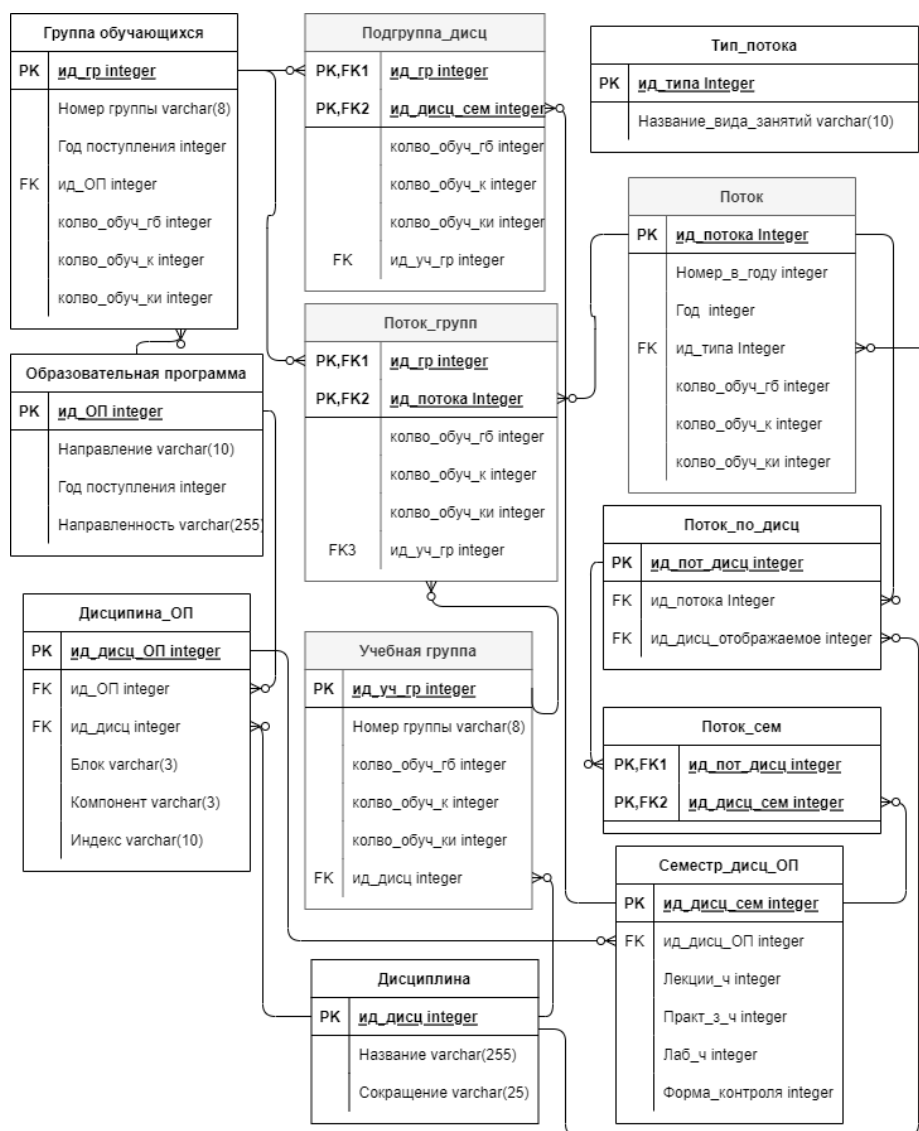 Группа обучающихся
PK ид_гр integer
Номер группы varchar(8)
Год поступления integer
FK ид_ОП integer
колво_обуч_гб integer
колво_обуч_к integer
колво_обуч_ки integer
Подгруппа_дисц
PK,FK1 ид_гр integer
PK,FK2 ид_дисц_сем integer
колво_обуч_гб integer
колво_обуч_к integer
колво_обуч_ки integer
FK ид_уч_гр integer
Тип_потока
PK ид_типа Integer
Название_вида_занятий varchar(10)
Поток
PK ид_потока Integer
Номер_в_году integer
Год integer
FK ид_типа Integer
колво_обуч_гб integer
колво_обуч_к integer
колво_обуч_ки integer
Поток_групп
PK,FK1 ид_гр integer
PK,FK2 ид_потока Integer
колво_обуч_гб integer
колво_обуч_к integer
колво_обуч_ки integer
FK3 ид_уч_гр integer
Образовательная программа
PK ид_ОП integer
Направление varchar(10)
Год поступления integer
Направленность varchar(255)
Поток_по_дисц
PK ид_пот_дисц integer
FK ид_потока Integer
FK ид_дисц_отображаемое integer
Дисципина_ОП
PK ид_дисц_ОП integer
FK ид_ОП integer
FK ид_дисц integer
Блок varchar(3)
Компонент varchar(3)
Индекс varchar(10)
Учебная группа
PK ид_уч_гр integer
Номер группы varchar(8)
колво_обуч_гб integer
колво_обуч_к integer
колво_обуч_ки integer
FK ид_дисц integer
Поток_сем
PK,FK1 ид_пот_дисц integer
PK,FK2 ид_дисц_сем integer
Семестр_дисц_ОП
PK ид_дисц_сем integer
FK ид_дисц_ОП integer
Лекции_ч integer
Практ_з_ч integer
Лаб_ч integer
Форма_контроля integer
Дисциплина
PK ид_дисц integer
Название varchar(255)
Сокращение varchar(25)